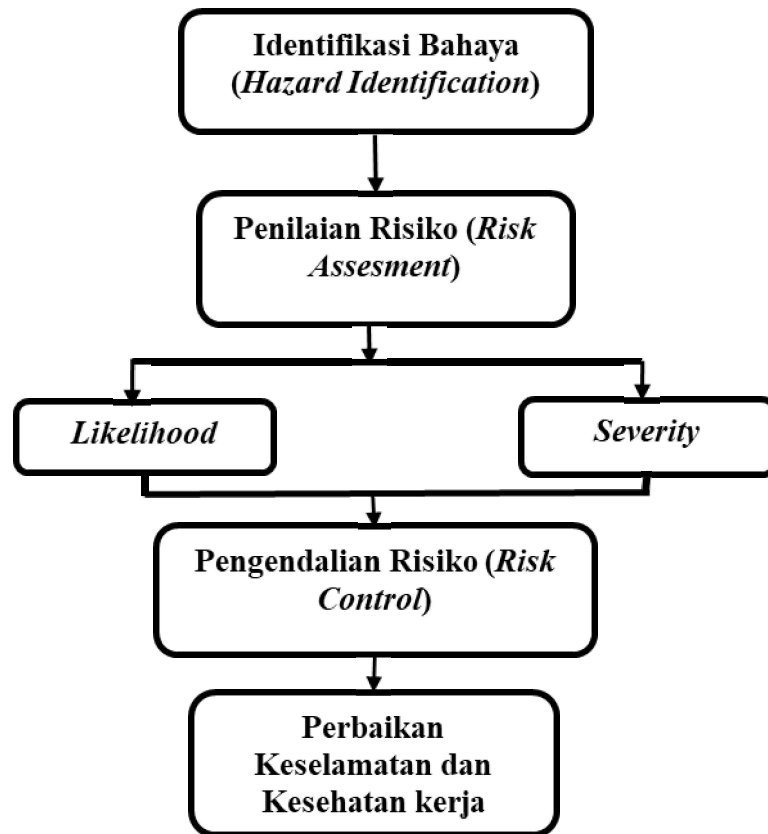 Identifikasi Bahaya
(Hazard Identification)
Penilaian Risiko (Risk
Assesment)
Likelihood
Severity
Pengendalian Risiko (Risk
Control)
Perbaikan
Keselamatan dan
Kesehatan kerja